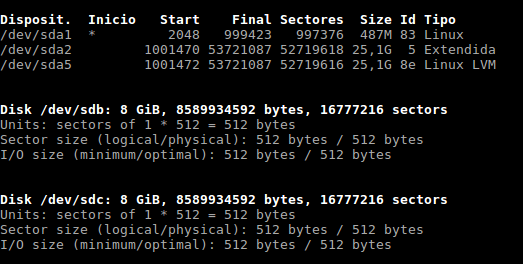 Disposit.  Inicio   Start    Final Sectores  Size Id Tipo
/dev/sda1  *         2048   999423   997376  487M 83 Linux
/dev/sda2         1001470 53721087 52719618 25,1G  5 Extendida
/dev/sda5         1001472 53721087 52719616 25,1G 8e Linux LVM
Disk /dev/sdb: 8 GiB, 8589934592 bytes, 16777216 sectors
Units: sectors of 1 * 512 = 512 bytes
Sector size (logical/physical): 512 bytes / 512 bytes
I/O size (minimum/optimal): 512 bytes / 512 bytes
Disk /dev/sdc: 8 GiB, 8589934592 bytes, 16777216 sectors
Units: sectors of 1 * 512 = 512 bytes
Sector size (logical/physical): 512 bytes / 512 bytes
I/O size (minimum/optimal): 512 bytes / 512 bytes